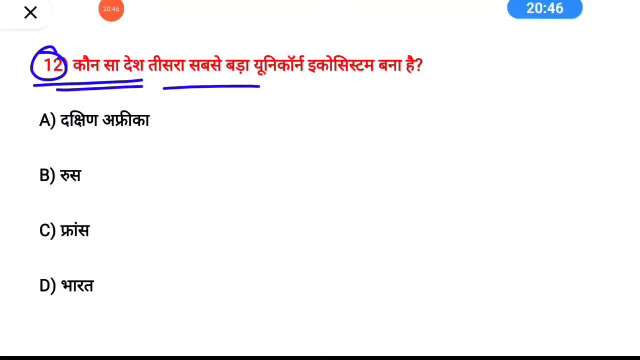 20:46
20:46
12) कौन सा देश तीसरा सबसे बड़ा यूनिकॉर्न इकोसिस्टम बना है?
A) दक्षिण अफ्रीका
B) रुस
C) फ्रांस
D) भारत